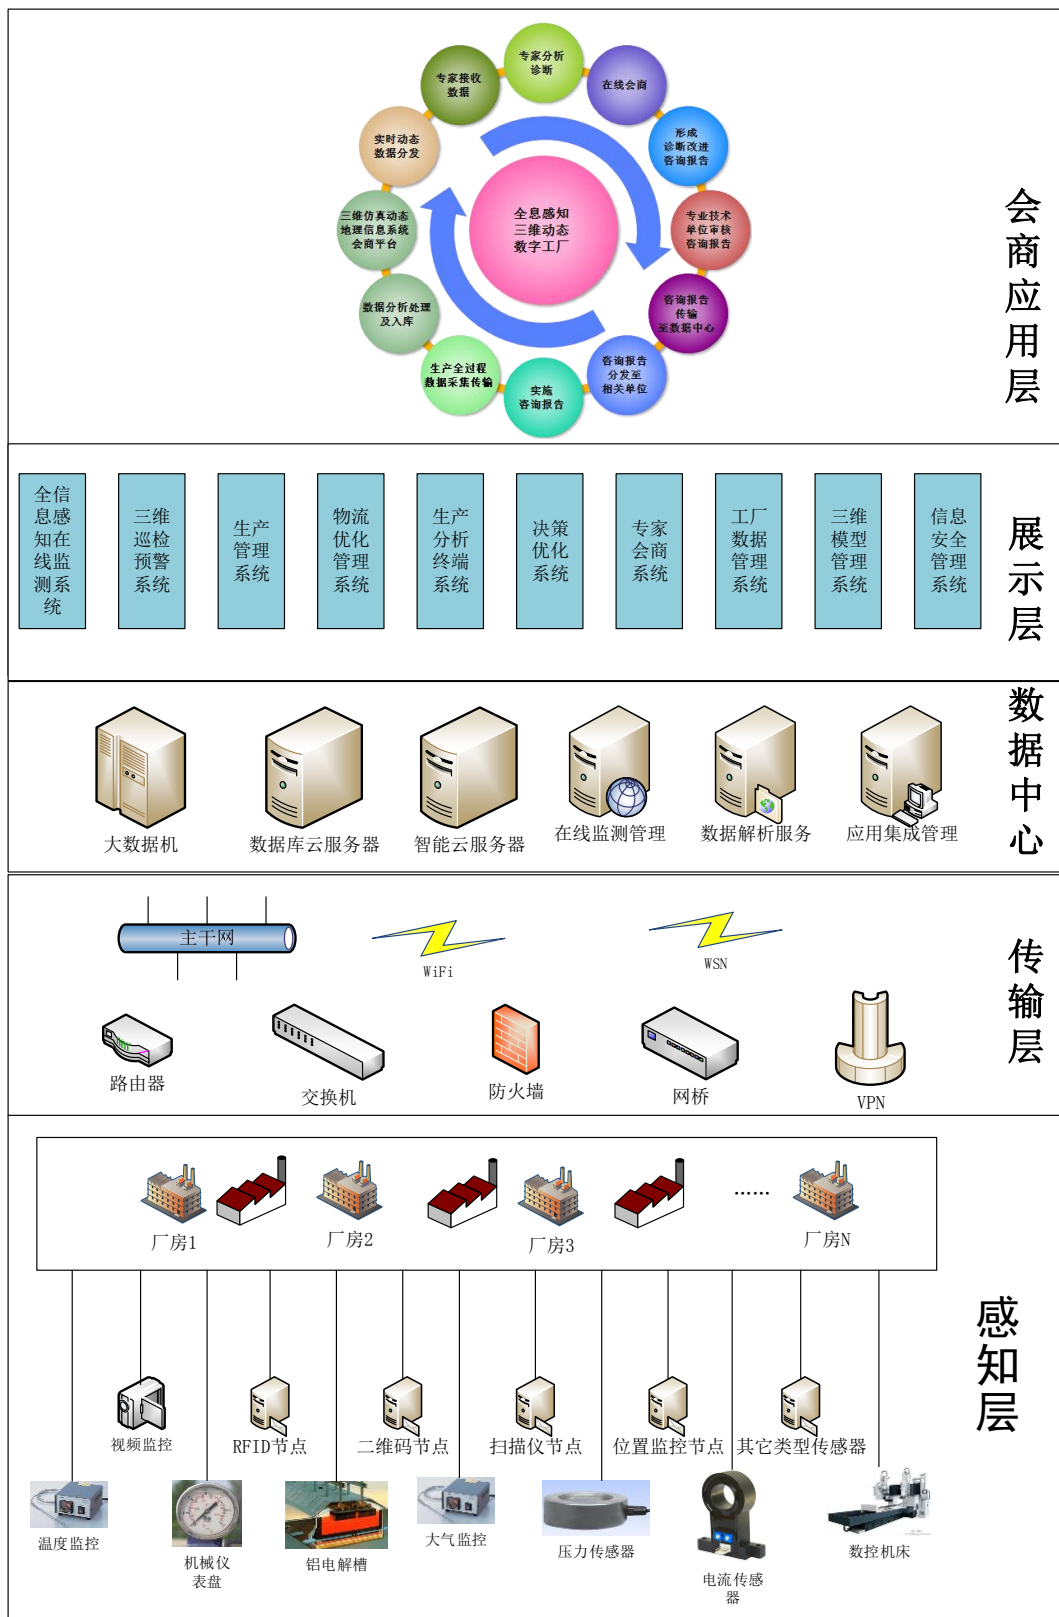 专家分析
诊断
在线会商
形成
诊断改进
咨询报告
专业技术
单位审核
咨询报告
咨询报告
传输
至数据中心
咨询报告
分发至
相关单位
实施
咨询报告
生产全过程
数据采集传输
数据分析处理
及入库
三维仿真动态
地理信息系统
会商平台
实时动态
数据分发
专家接收
数据
全息感知
三维动态
数字工厂
会
商
应
用
层
全信
息感
知在
线监
测系
统
三维
巡检
预警
系统
生产
管理
系统
物流
优化
管理
系统
生产
分析
终端
系统
决策
优化
系统
专家
会商
系统
工厂
数据
管理
系统
三维
模型
管理
系统
信息
安全
管理
系统
展
示
层
大数据机
数据库云服务器
智能云服务器
在线监测管理
数据解析服务
应用集成管理
数
据
中
心
主干网
WiFi
WSN
路由器
交换机
防火墙
网桥
VPN
传
输
层
厂房1
厂房2
厂房3
······
厂房N
视频监控
RFID节点
二维码节点
扫描仪节点
位置监控节点
其它类型传感器
温度监控
机械仪
表盘
铝电解槽
大气监控
压力传感器
电流传感
器
数控机床
感
知
层